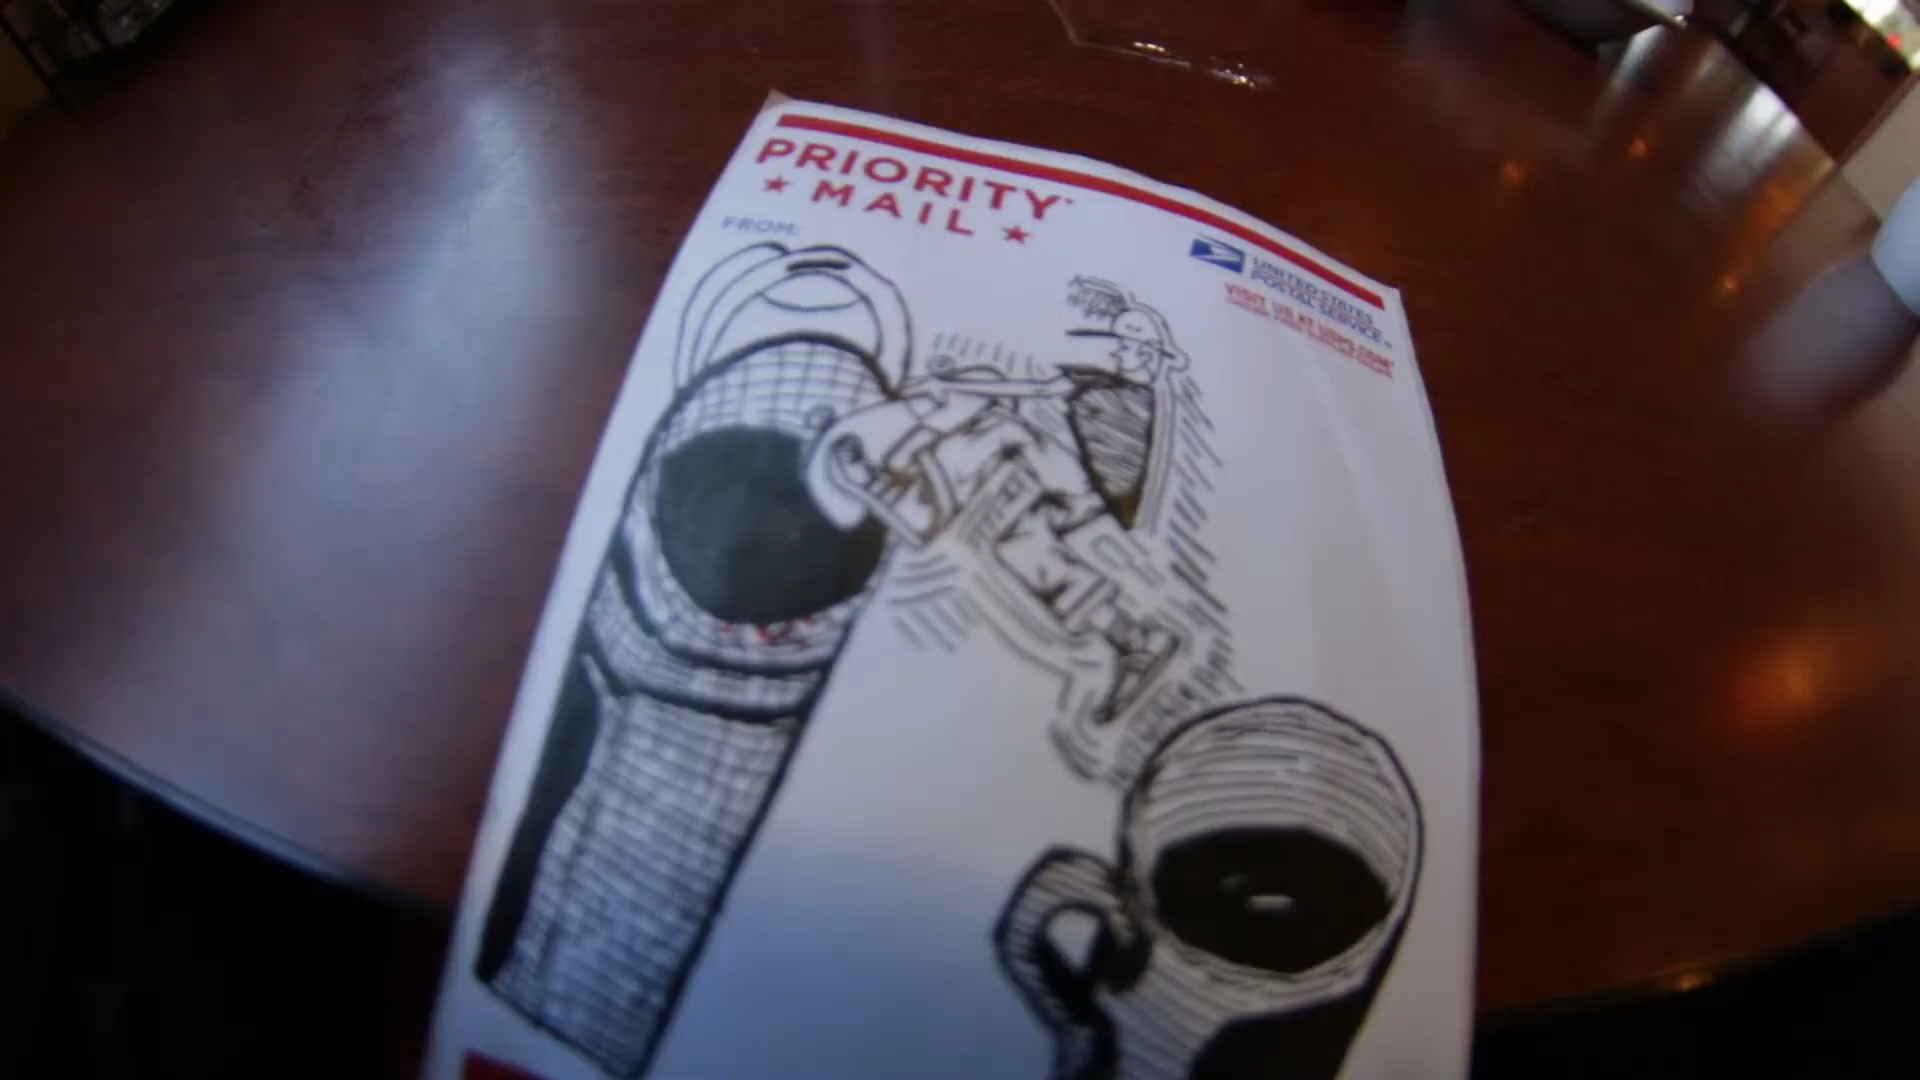 PRIORITY
★ MAIL ★
FROM:
UNITED STATES
POSTAL SERVICE
VISIT US AT USPS.COM